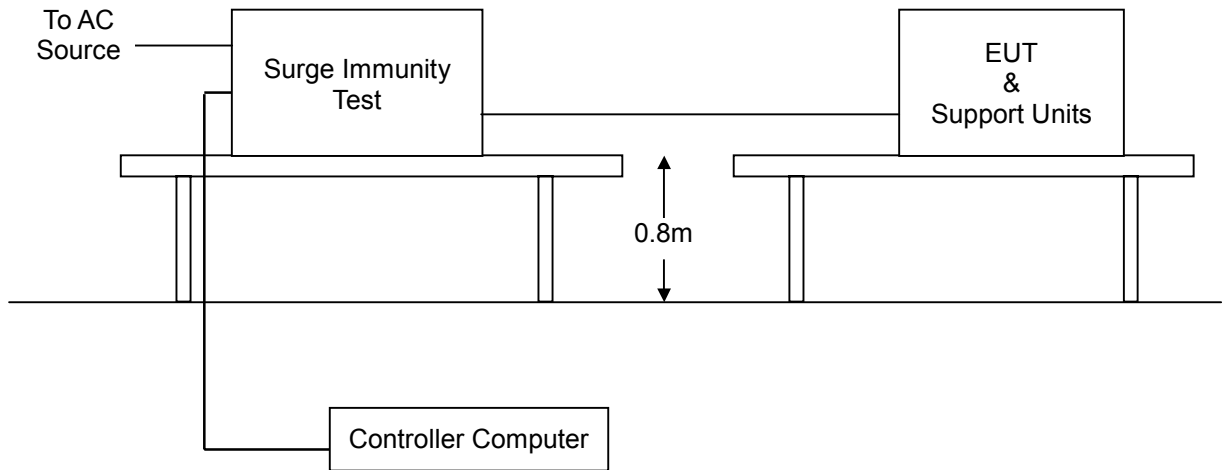 To AC
Source
Surge Immunity
Test
EUT
&
Support Units
0.8m
Controller Computer